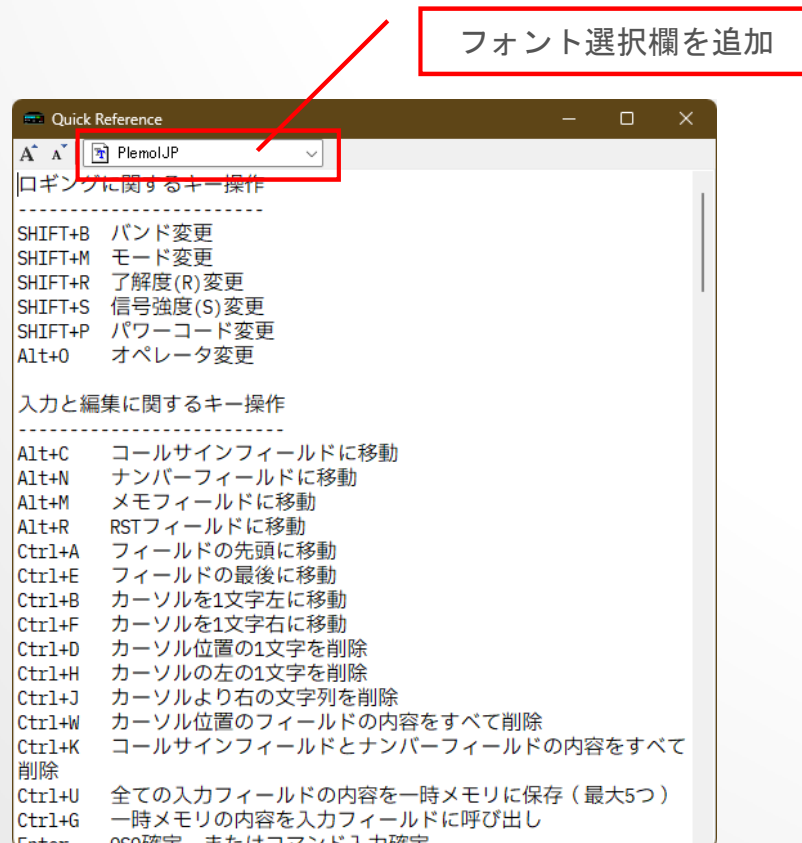 フォント選択欄を追加
Quick Reference
A A PlemolJP
ロギングに関するキー操作
------------------------
SHIFT+B バンド変更
SHIFT+M モード変更
SHIFT+R 了解度(R)変更
SHIFT+S 信号強度(S)変更
SHIFT+P パワーコード変更
Alt+O オペレータ変更
入力と編集に関するキー操作
--------------------------
Alt+C コールサインフィールドに移動
Alt+N ナンバーフィールドに移動
Alt+M メモフィールドに移動
Alt+R RSTフィールドに移動
Ctrl+A フィールドの先頭に移動
Ctrl+E フィールドの最後に移動
Ctrl+B カーソルを1文字左に移動
Ctrl+F カーソルを1文字右に移動
Ctrl+D カーソル位置の1文字を削除
Ctrl+H カーソルの左の1文字を削除
Ctrl+J カーソルより右の文字列を削除
Ctrl+W カーソル位置のフィールドの内容をすべて削除
Ctrl+K コールサインフィールドとナンバーフィールドの内容をすべて
削除
Ctrl+U 全ての入力フィールドの内容を一時メモリに保存(最大5つ)
Ctrl+G 一時メモリの内容を入力フィールドに呼び出し
Enter QSO確定、またはコマンド入力確定